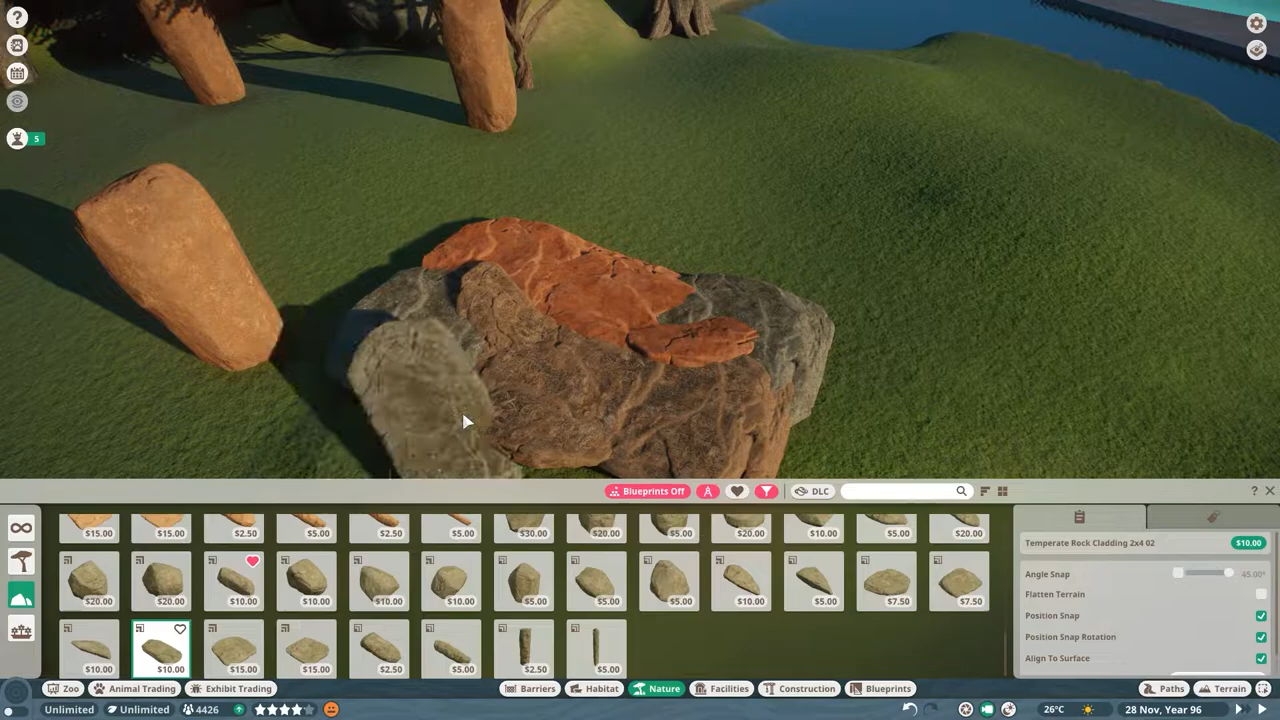 ?
5
Blueprints Off
DLC
?
$15.00 $15.00 $2.50 $5.00 $2.50 $5.00 $30.00 $20.00 $5.00 $20.00 $10.00 $5.00 $20.00
$20.00 $20.00 $10.00 $10.00 $10.00 $10.00 $5.00 $5.00 $5.00 $10.00 $5.00 $7.50 $7.50
$10.00 $10.00 $15.00 $15.00 $2.50 $5.00 $2.50 $5.00
Temperate Rock Cladding 2x4 02 $10.00
Angle Snap 45.00°
Flatten Terrain
Position Snap
Position Snap Rotation
Align To Surface
Zoo Animal Trading Exhibit Trading Barriers Habitat Nature Facilities Construction Blueprints Paths Terrain
Unlimited Unlimited 4426 26°C 28 Nov, Year 96